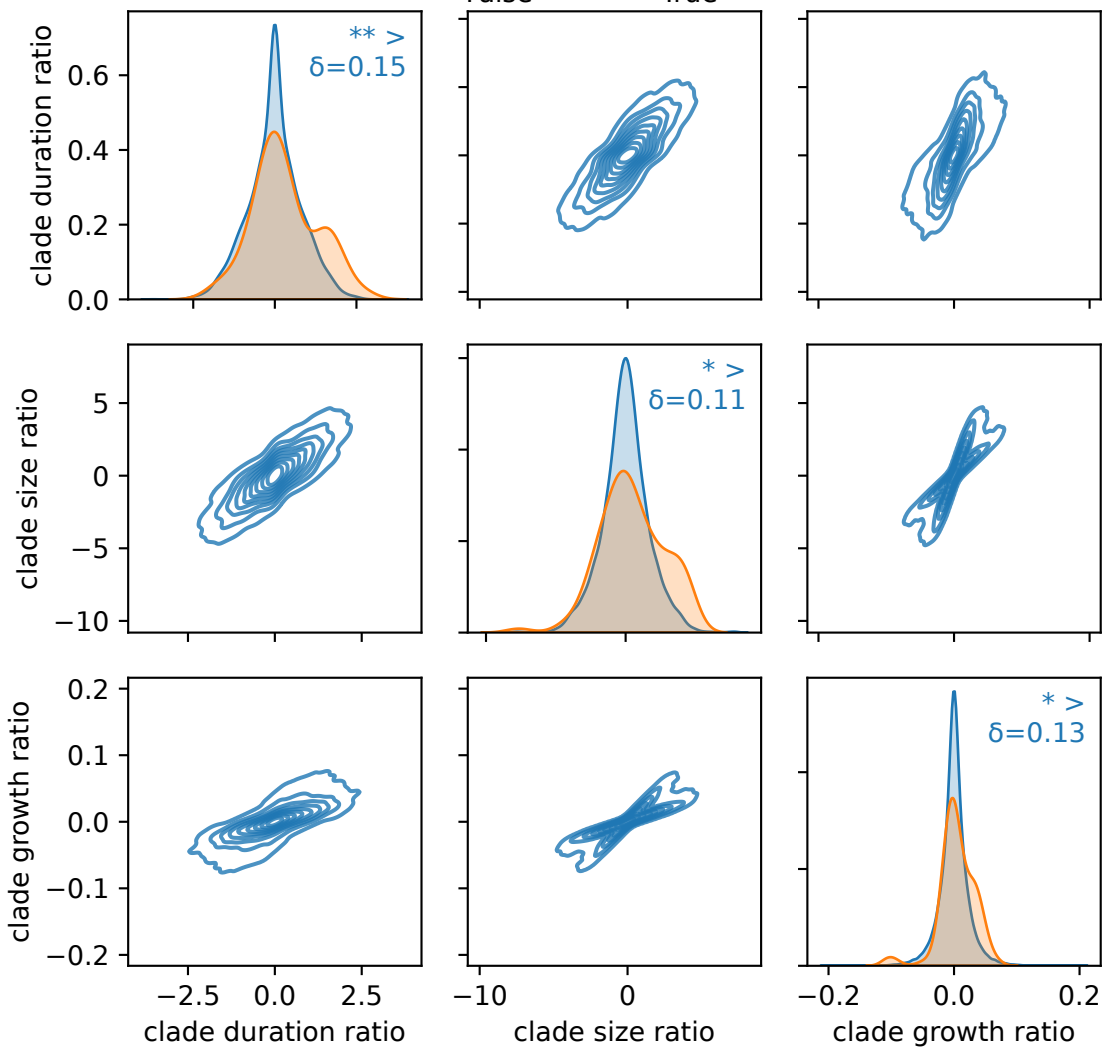 False True
clade duration ratio
0.6
0.4
0.2
0.0
** >
δ=0.15
clade size ratio
5
0
−5
−10
* >
δ=0.11
clade growth ratio
0.2
0.1
0.0
−0.1
−0.2
* >
δ=0.13
−2.5 0.0 2.5
−10 0
−0.2 0.0 0.2
clade duration ratio
clade size ratio
clade growth ratio